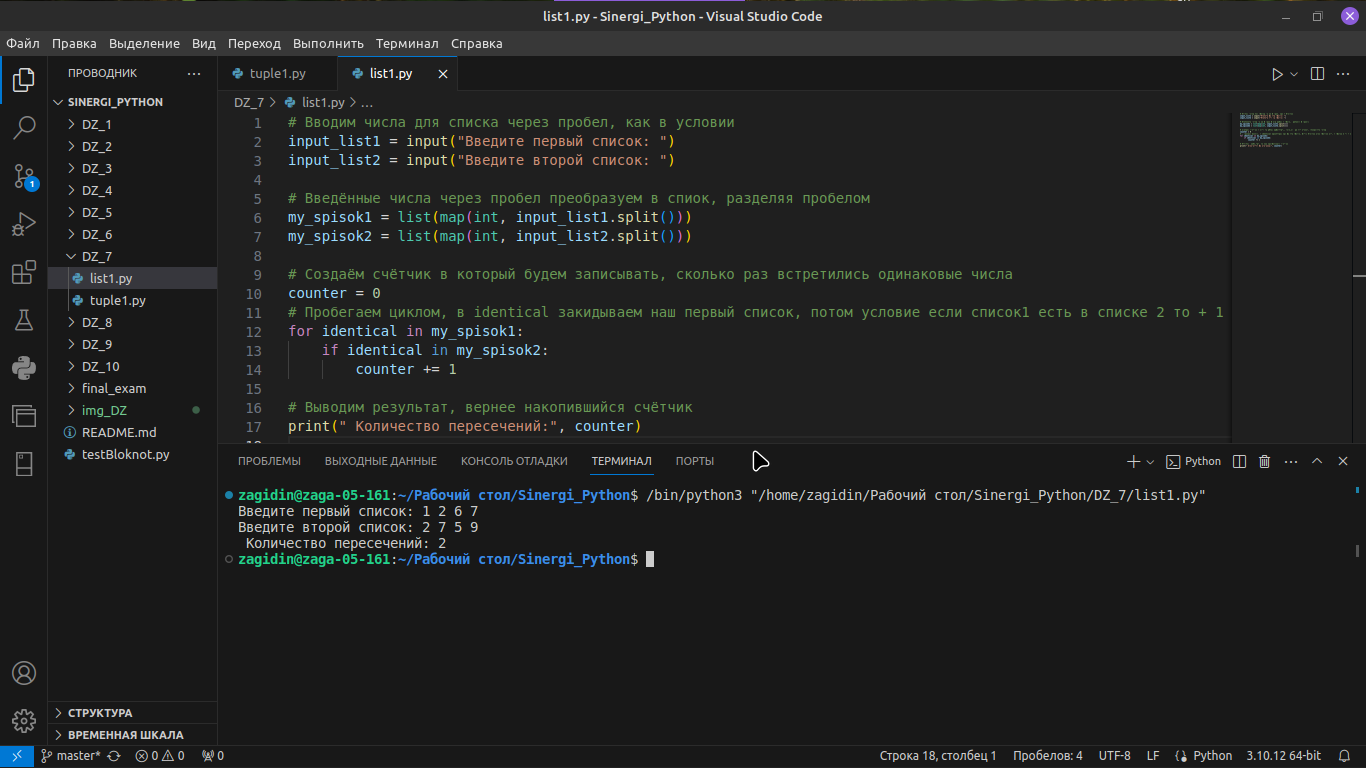 list1.py - Sinergi_Python - Visual Studio Code
Файл Правка Выделение Вид Переход Выполнить Терминал Справка
ПРОВОДНИК
SINERGI_PYTHON
DZ_1
DZ_2
DZ_3
DZ_4
DZ_5
DZ_6
DZ_7
list1.py
tuple1.py
DZ_8
DZ_9
DZ_10
final_exam
img_DZ
README.md
testBloknot.py
СТРУКТУРА
ВРЕМЕННАЯ ШКАЛА
1
tuple1.py list1.py
DZ_7 > list1.py > ...
1 # Вводим числа для списка через пробел, как в условии
2 input_list1 = input("Введите первый список: ")
3 input_list2 = input("Введите второй список: ")
4
5 # Введённые числа через пробел преобразуем в спиок, разделяя пробелом
6 my_spisok1 = list(map(int, input_list1.split()))
7 my_spisok2 = list(map(int, input_list2.split()))
8
9 # Создаём счётчик в который будем записывать, сколько раз встретились одинаковые числа
10 counter = 0
11 # Пробегаем циклом, в identical закидываем наш первый список, потом условие если список1 есть в списке 2 то + 1
12 for identical in my_spisok1:
13 if identical in my_spisok2:
14 counter += 1
15
16 # Выводим результат, вернее накопившийся счётчик
17 print(" Количество пересечений:", counter)
18
ПРОБЛЕМЫ ВЫХОДНЫЕ ДАННЫЕ КОНСОЛЬ ОТЛАДКИ ТЕРМИНАЛ ПОРТЫ
Python
zagidin@zaga-05-161:~/Рабочий стол/Sinergi_Python$ /bin/python3 "/home/zagidin/Рабочий стол/Sinergi_Python/DZ_7/list1.py"
Введите первый список: 1 2 6 7
Введите второй список: 2 7 5 9
Количество пересечений: 2
zagidin@zaga-05-161:~/Рабочий стол/Sinergi_Python$
master* 0 0 0 Строка 18, столбец 1 Пробелов: 4 UTF-8 LF Python 3.10.12 64-bit